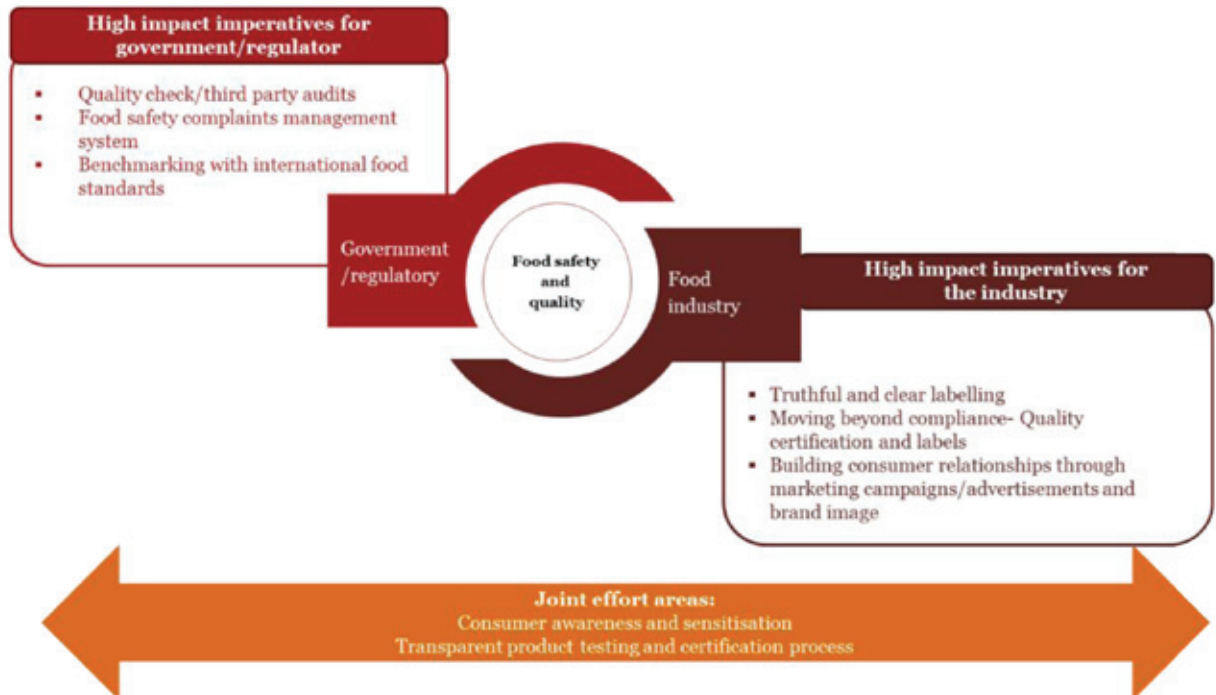 High impact imperatives for
government/regulator
▪ Quality check/third party audits
▪ Food safety complaints management
system
▪ Benchmarking with international food
standards
Government
/regulatory
Food safety
and
quality
Food
industry
High impact imperatives for
the industry
▪ Truthful and clear labelling
▪ Moving beyond compliance- Quality
certification and labels
▪ Building consumer relationships through
marketing campaigns/advertisements and
brand image
Joint effort areas:
Consumer awareness and sensitisation
Transparent product testing and certification process